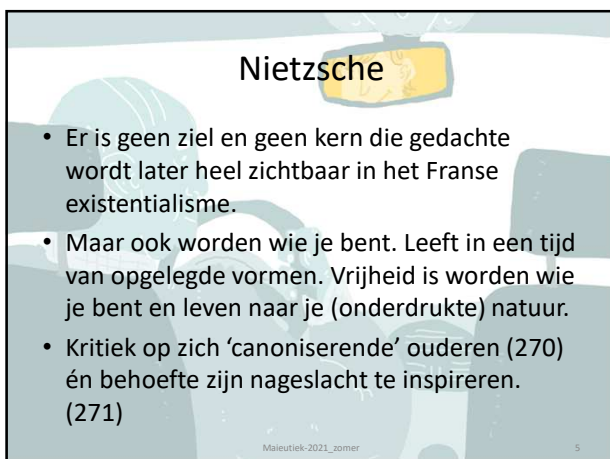 Nietzsche
• Er is geen ziel en geen kern die gedachte
wordt later heel zichtbaar in het Franse
existentialisme.
• Maar ook worden wie je bent. Leeft in een tijd
van opgelegde vormen. Vrijheid is worden wie
je bent en leven naar je (onderdrukte) natuur.
• Kritiek op zich ‘canoniserende’ ouderen (270)
én behoefte zijn nageslacht te inspireren.
(271)
Maieutiek-2021_zomer
5